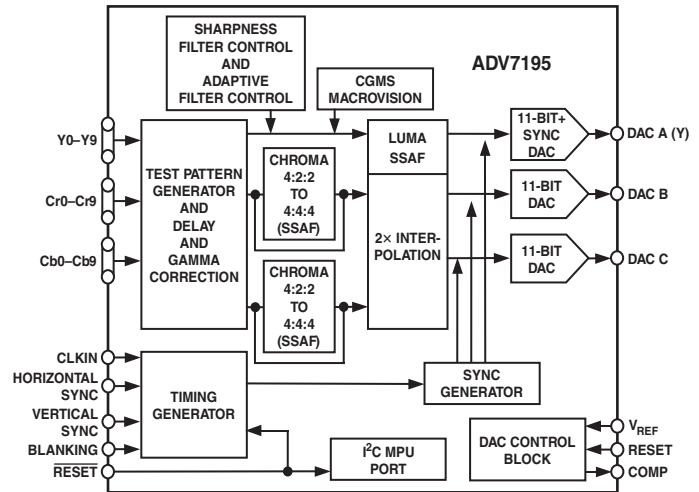 SHARPNESS
FILTER CONTROL
AND
ADAPTIVE
FILTER CONTROL
CGMS
MACROVISION
ADV7195
Y0–Y9
Cr0–Cr9
Cb0–Cb9
TEST PATTERN
GENERATOR
AND
DELAY
AND
GAMMA
CORRECTION
CHROMA
4:2:2
TO
4:4:4
(SSAF)
CHROMA
4:2:2
TO
4:4:4
(SSAF)
LUMA
SSAF
2× INTER-
POLATION
11-BIT+
SYNC
DAC
DAC A (Y)
11-BIT
DAC
DAC B
11-BIT
DAC
DAC C
CLKIN
HORIZONTAL
SYNC
VERTICAL
SYNC
BLANKING
RESET
TIMING
GENERATOR
SYNC
GENERATOR
I2C MPU
PORT
DAC CONTROL
BLOCK
VREF
RESET
COMP